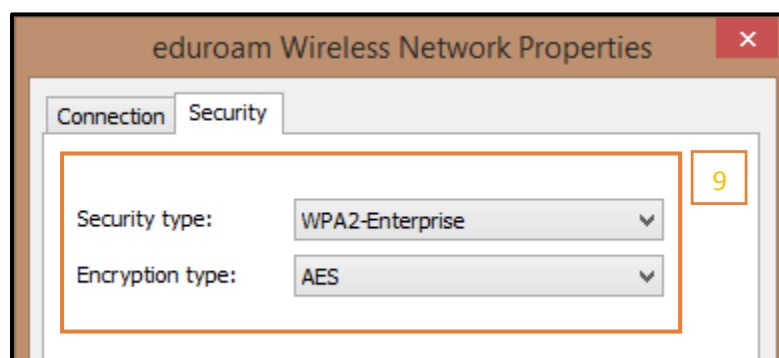 eduroam Wireless Network Properties
Connection Security
9
Security type: WPA2-Enterprise
Encryption type: AES